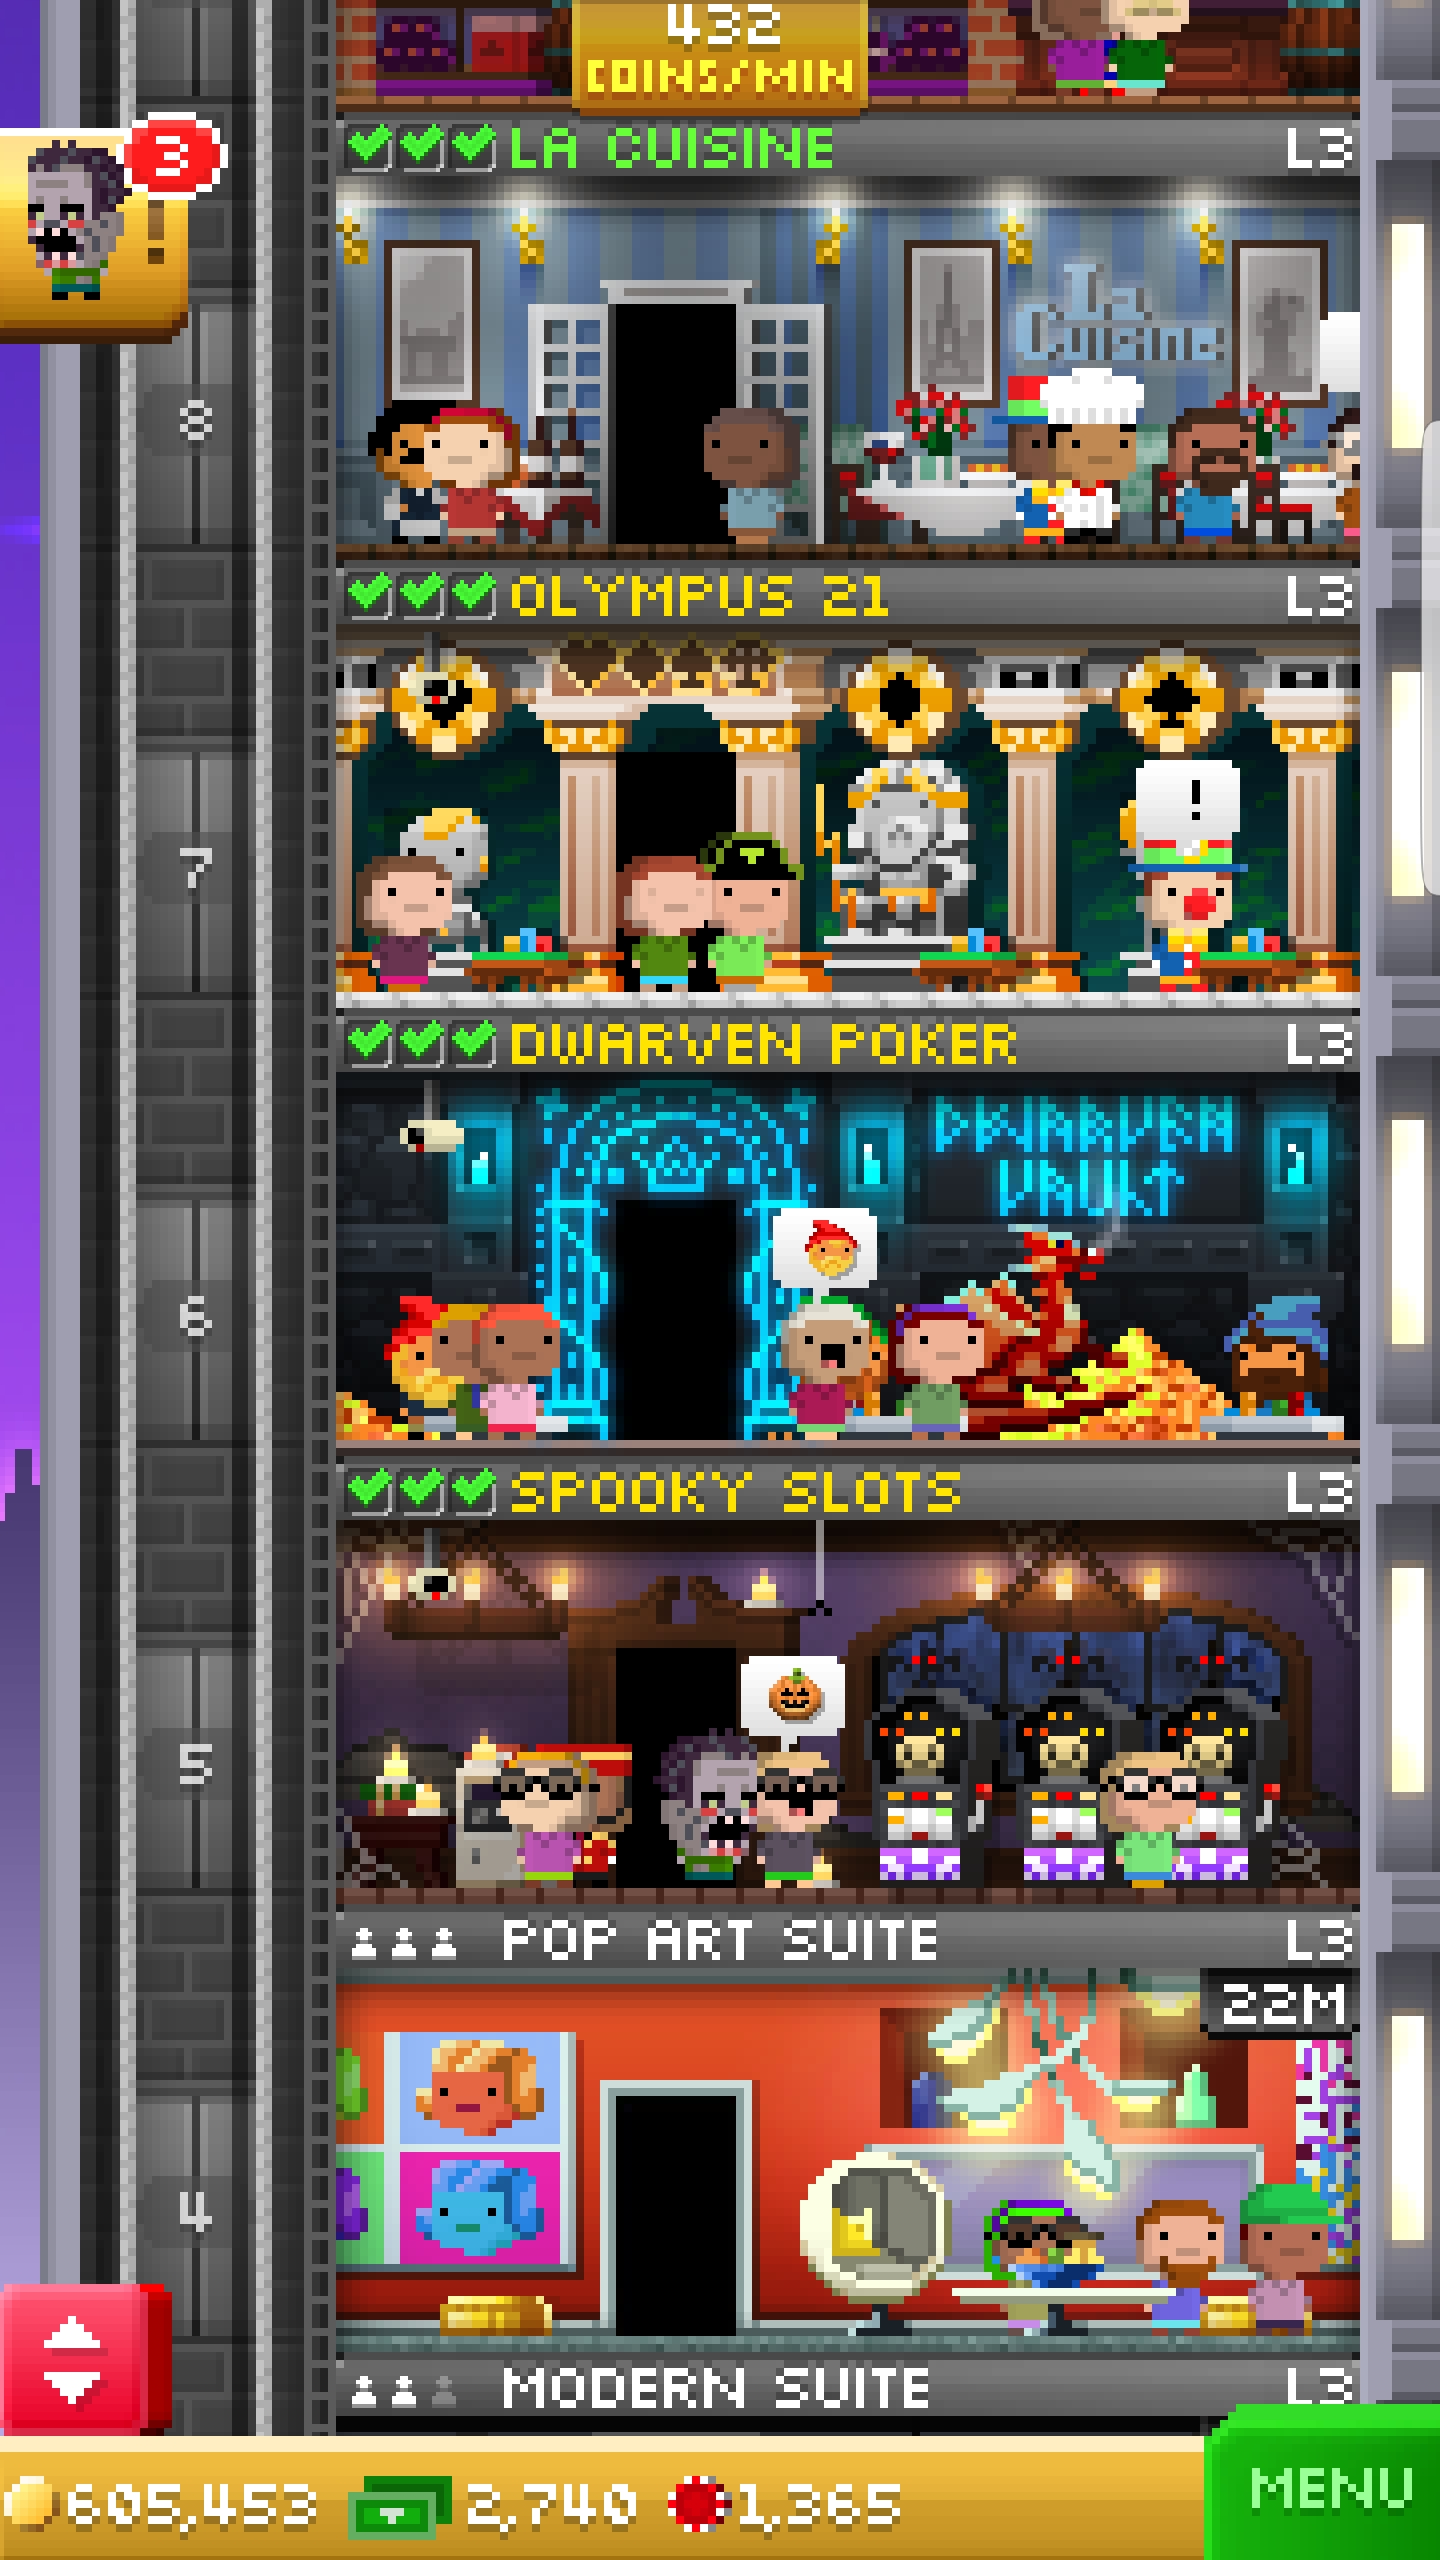 432
COINS/MIN
3
!
LA CUISINE L3
La
Cuisine
8
OLYMPUS 21 L3
!
7
DWARVEN POKER L3
DWARVEN
VAULT
6
SPOOKY SLOTS L3
5
POP ART SUITE L3
22M
4
MODERN SUITE L3
605,453 2,740 1,365
MENU